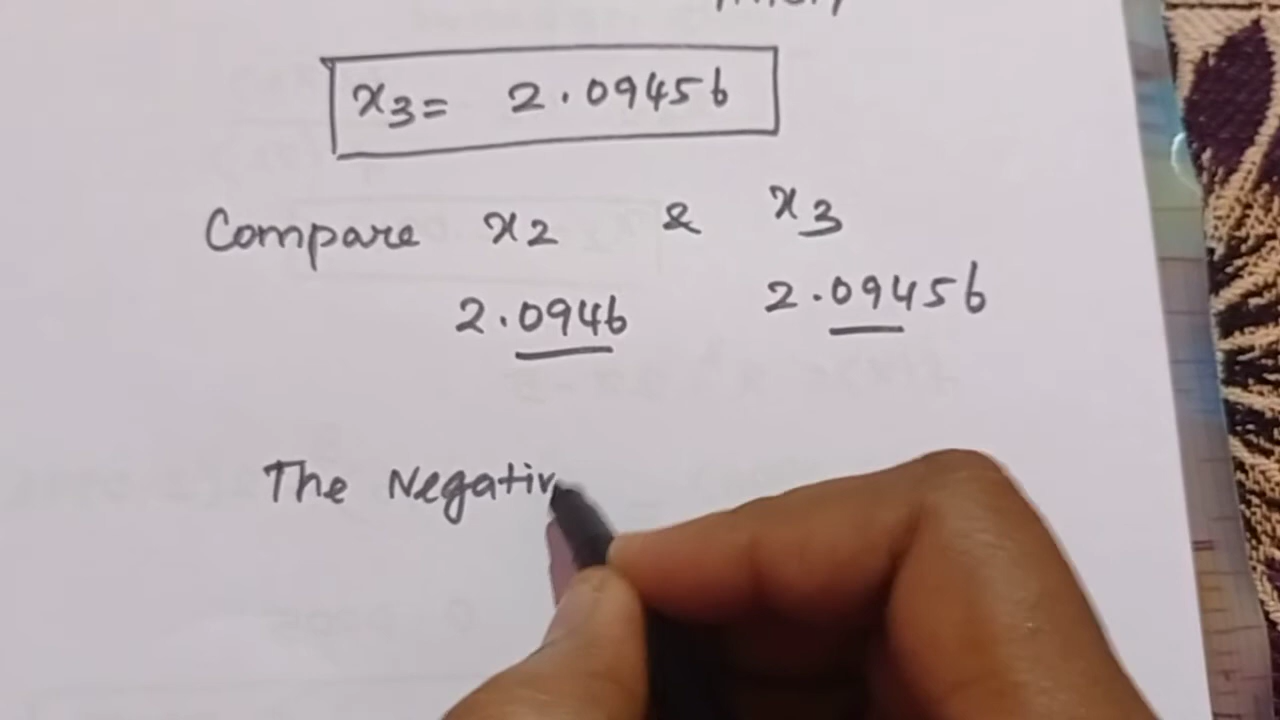 x3 = 2.09456
Compare x2 & x3
2.0946 2.09456
The Negativ